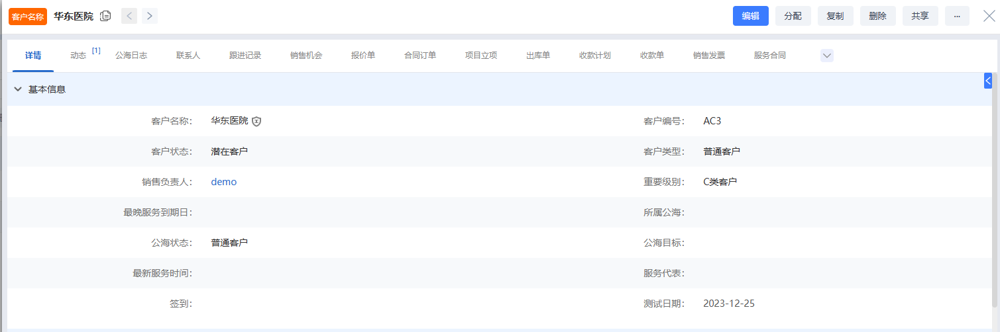 客户名称 华东医院 编辑 分配 复制 删除 共享 ...
详情 动态 [1] 公海日志 联系人 跟进记录 销售机会 报价单 合同订单 项目立项 出库单 收款计划 收款单 销售发票 服务合同
基本信息
客户名称： 华东医院 客户编号： AC3
客户状态： 潜在客户 客户类型： 普通客户
销售负责人： demo 重要级别： C类客户
最晚服务到期日： 所属公海：
公海状态： 普通客户 公海目标：
最新服务时间： 服务代表：
签到： 测试日期： 2023-12-25